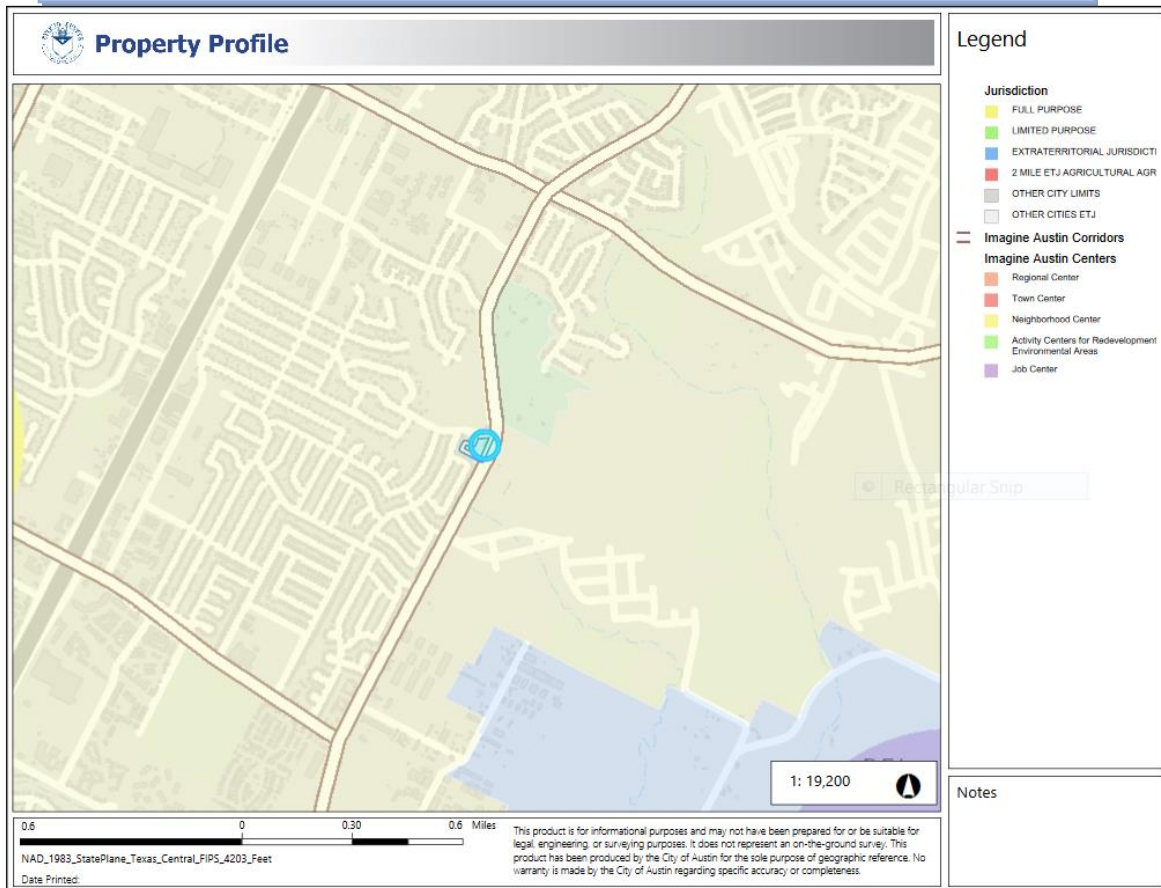 Property Profile
Legend
Jurisdiction
FULL PURPOSE
LIMITED PURPOSE
EXTRATERRITORIAL JURISDICTI
2 MILE ETJ AGRICULTURAL AGR
OTHER CITY LIMITS
OTHER CITIES ETJ
Imagine Austin Corridors
Imagine Austin Centers
Regional Center
Town Center
Neighborhood Center
Activity Centers for Redevelopment
Environmental Areas
Job Center
Rectangular Snip
1: 19,200
Notes
0.6 0 0.30 0.6 Miles
NAD_1983_StatePlane_Texas_Central_FIPS_4203_Feet
Date Printed:
This product is for informational purposes and may not have been prepared for or be suitable for
legal, engineering, or surveying purposes. It does not represent an on-the-ground survey. This
product has been produced by the City of Austin for the sole purpose of geographic reference. No
warranty is made by the City of Austin regarding specific accuracy or completeness.